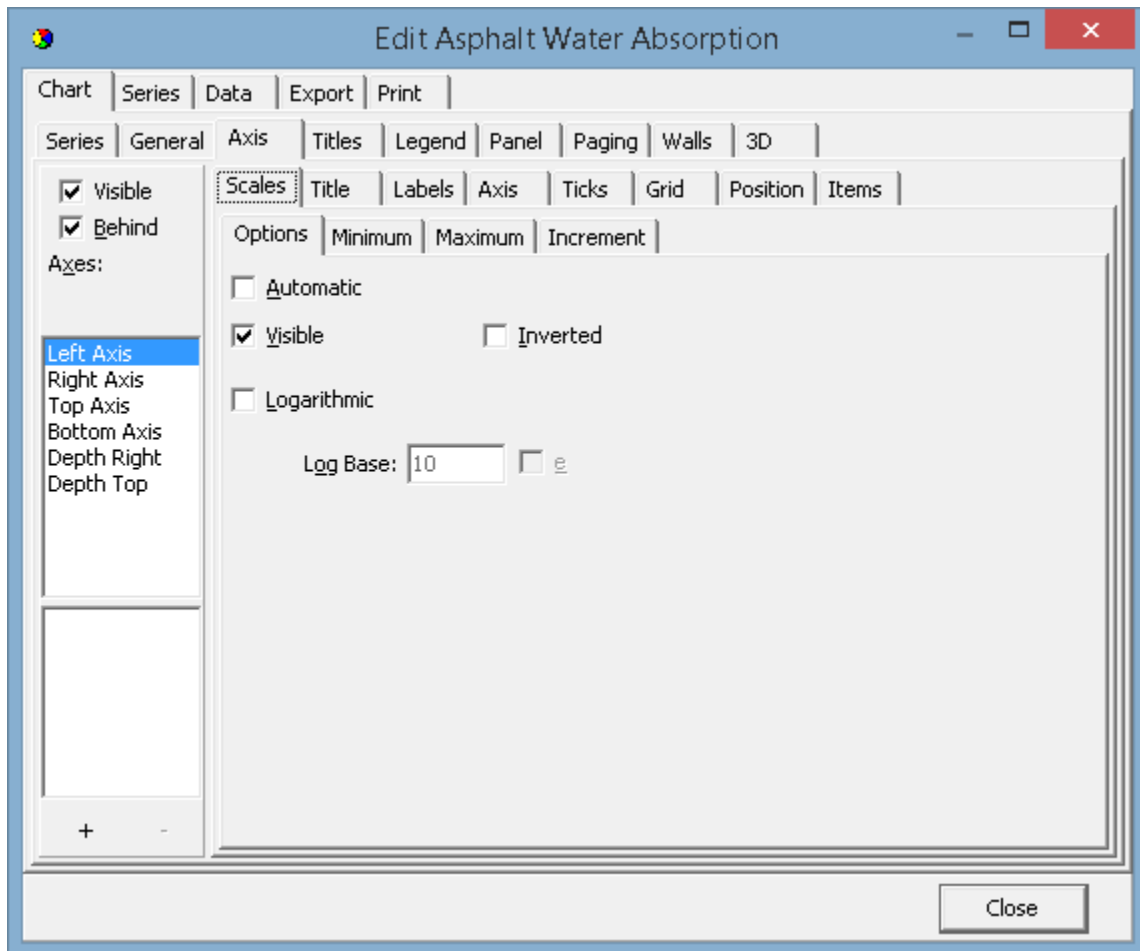 Edit Asphalt Water Absorption
Chart Series Data Export Print
Series General Axis Titles Legend Panel Paging Walls 3D
Visible
Behind
Axes:
Left Axis
Right Axis
Top Axis
Bottom Axis
Depth Right
Depth Top
+ -
Scales Title Labels Axis Ticks Grid Position Items
Options Minimum Maximum Increment
Automatic
Visible Inverted
Logarithmic
Log Base: 10 e
Close